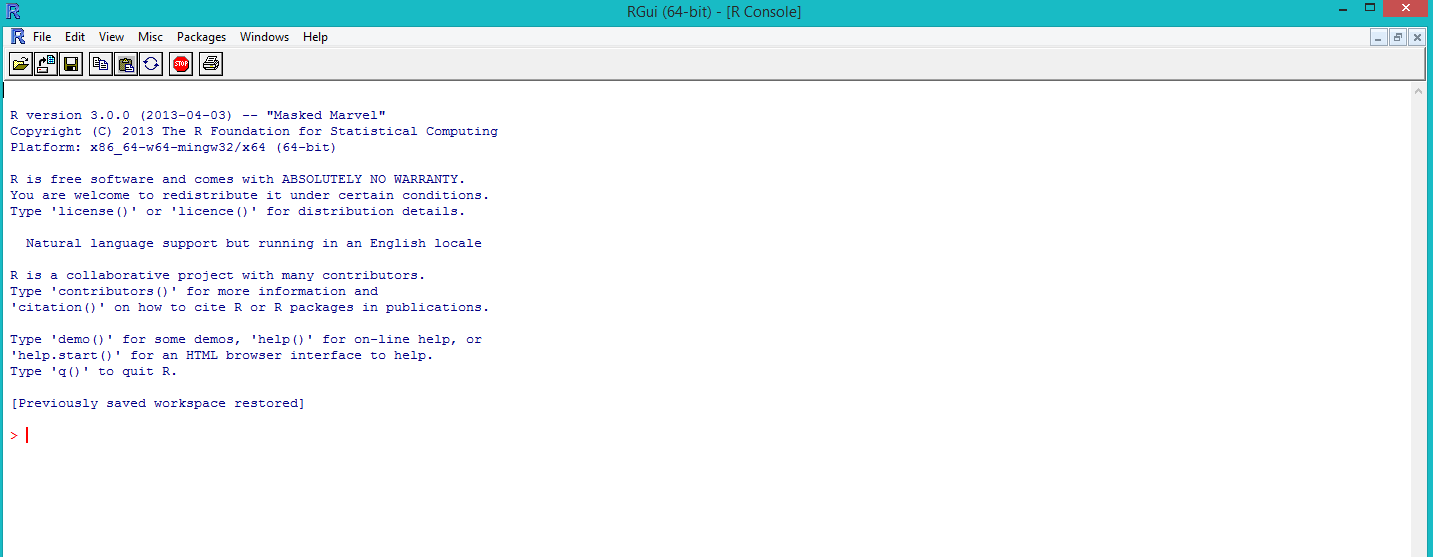 RGui (64-bit) - [R Console]
File Edit View Misc Packages Windows Help
STOP
R version 3.0.0 (2013-04-03) -- "Masked Marvel"
Copyright (C) 2013 The R Foundation for Statistical Computing
Platform: x86_64-w64-mingw32/x64 (64-bit)
R is free software and comes with ABSOLUTELY NO WARRANTY.
You are welcome to redistribute it under certain conditions.
Type 'license()' or 'licence()' for distribution details.
Natural language support but running in an English locale
R is a collaborative project with many contributors.
Type 'contributors()' for more information and
'citation()' on how to cite R or R packages in publications.
Type 'demo()' for some demos, 'help()' for on-line help, or
'help.start()' for an HTML browser interface to help.
Type 'q()' to quit R.
[Previously saved workspace restored]
>